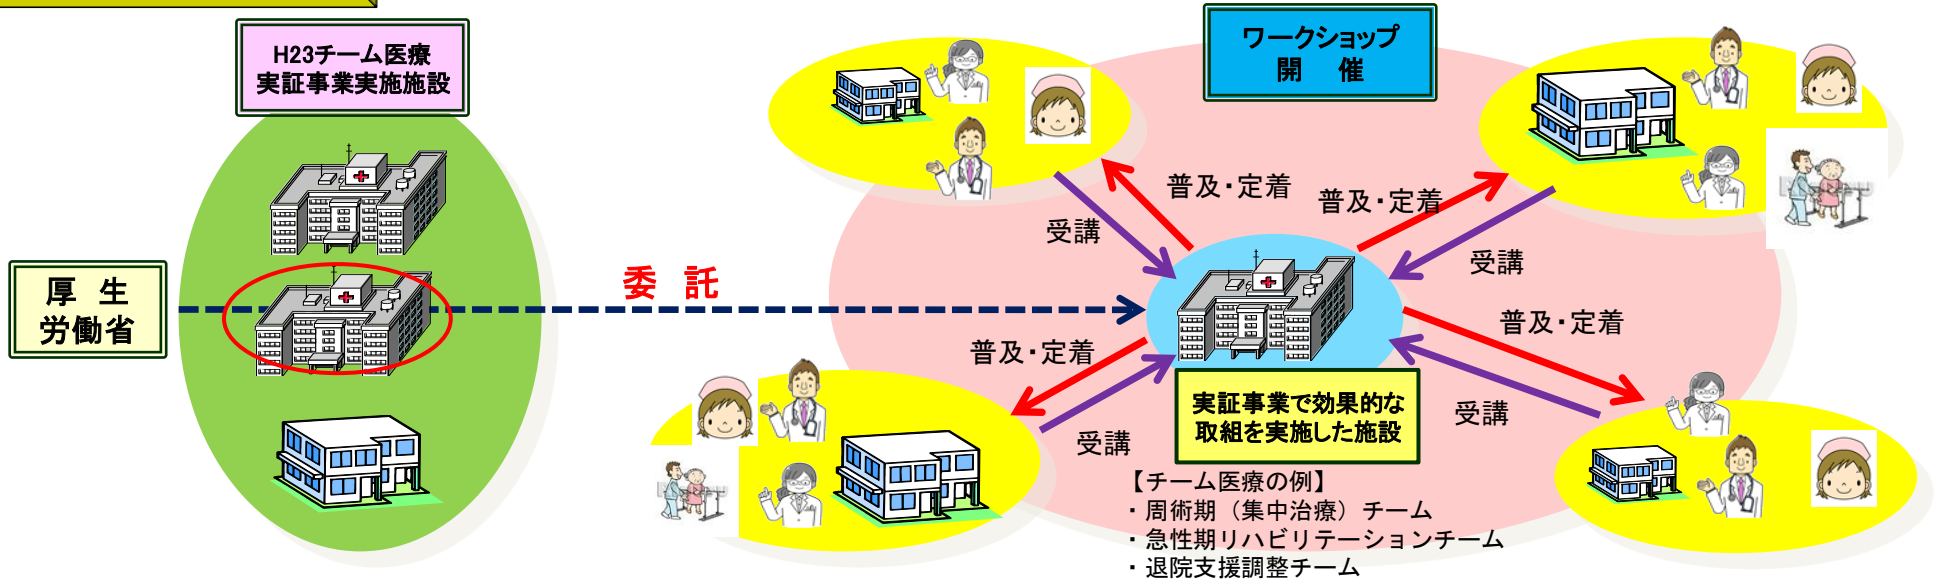 H23チーム医療
実証事業実施施設
厚　生
労働省
委　託
ワークショップ
開　催
普及・定着
受講
普及・定着
受講
普及・定着
受講
普及・定着
受講
実証事業で効果的な
取組を実施した施設
【チーム医療の例】
・周術期（集中治療）チーム
・急性期リハビリテーションチーム
・退院支援調整チーム